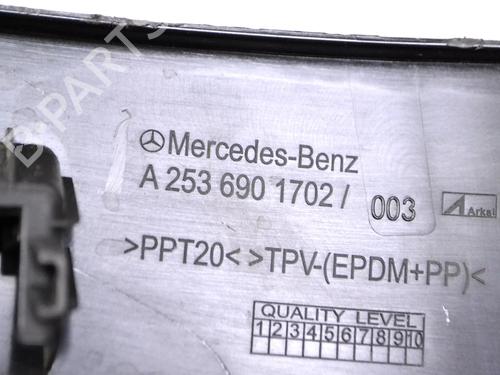 B-PARTS
Mercedes-Benz
A 253 690 1702 / 003
Arkal
>PPT20< >TPV-(EPDM+PP)<
QUALITY LEVEL
1 2 3 4 5 6 7 8 9 10